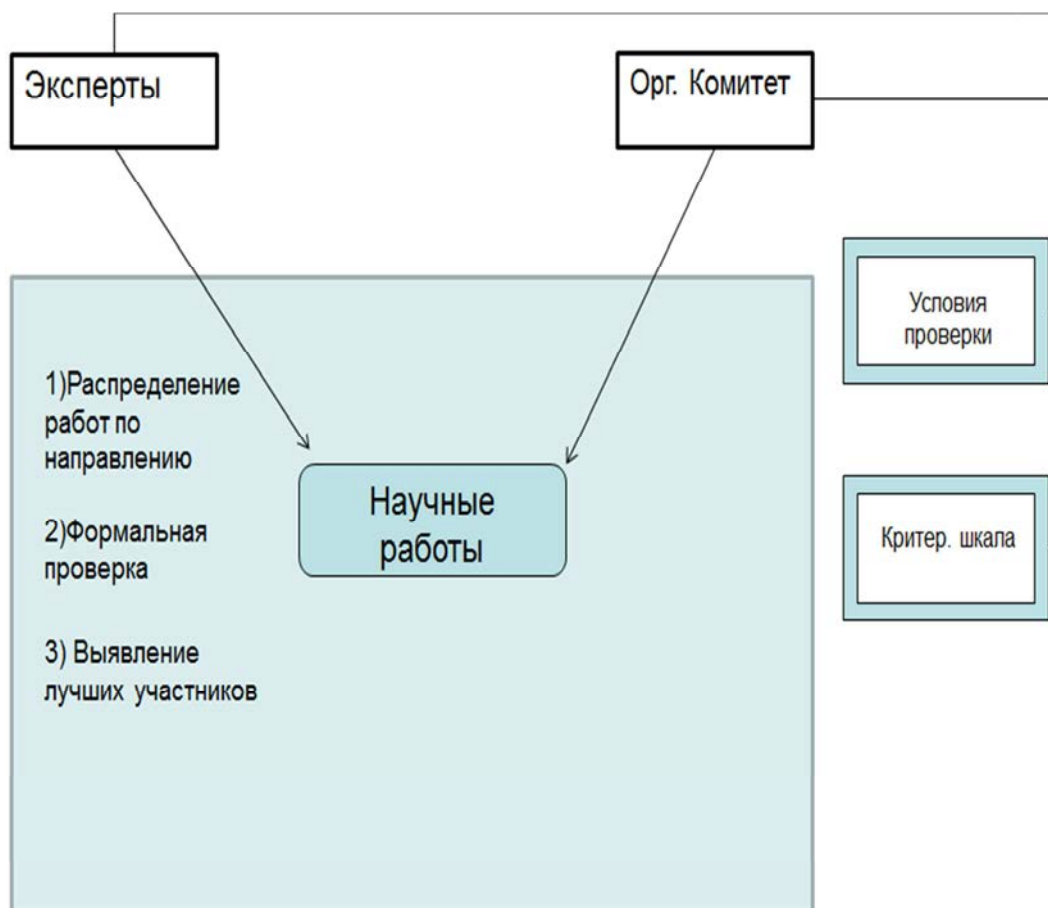 Эксперты
Орг. Комитет
Условия
проверки
1)Распределение
работ по
направлению
Научные
работы
2)Формальная
проверка
Критер. шкала
3) Выявление
лучших участников